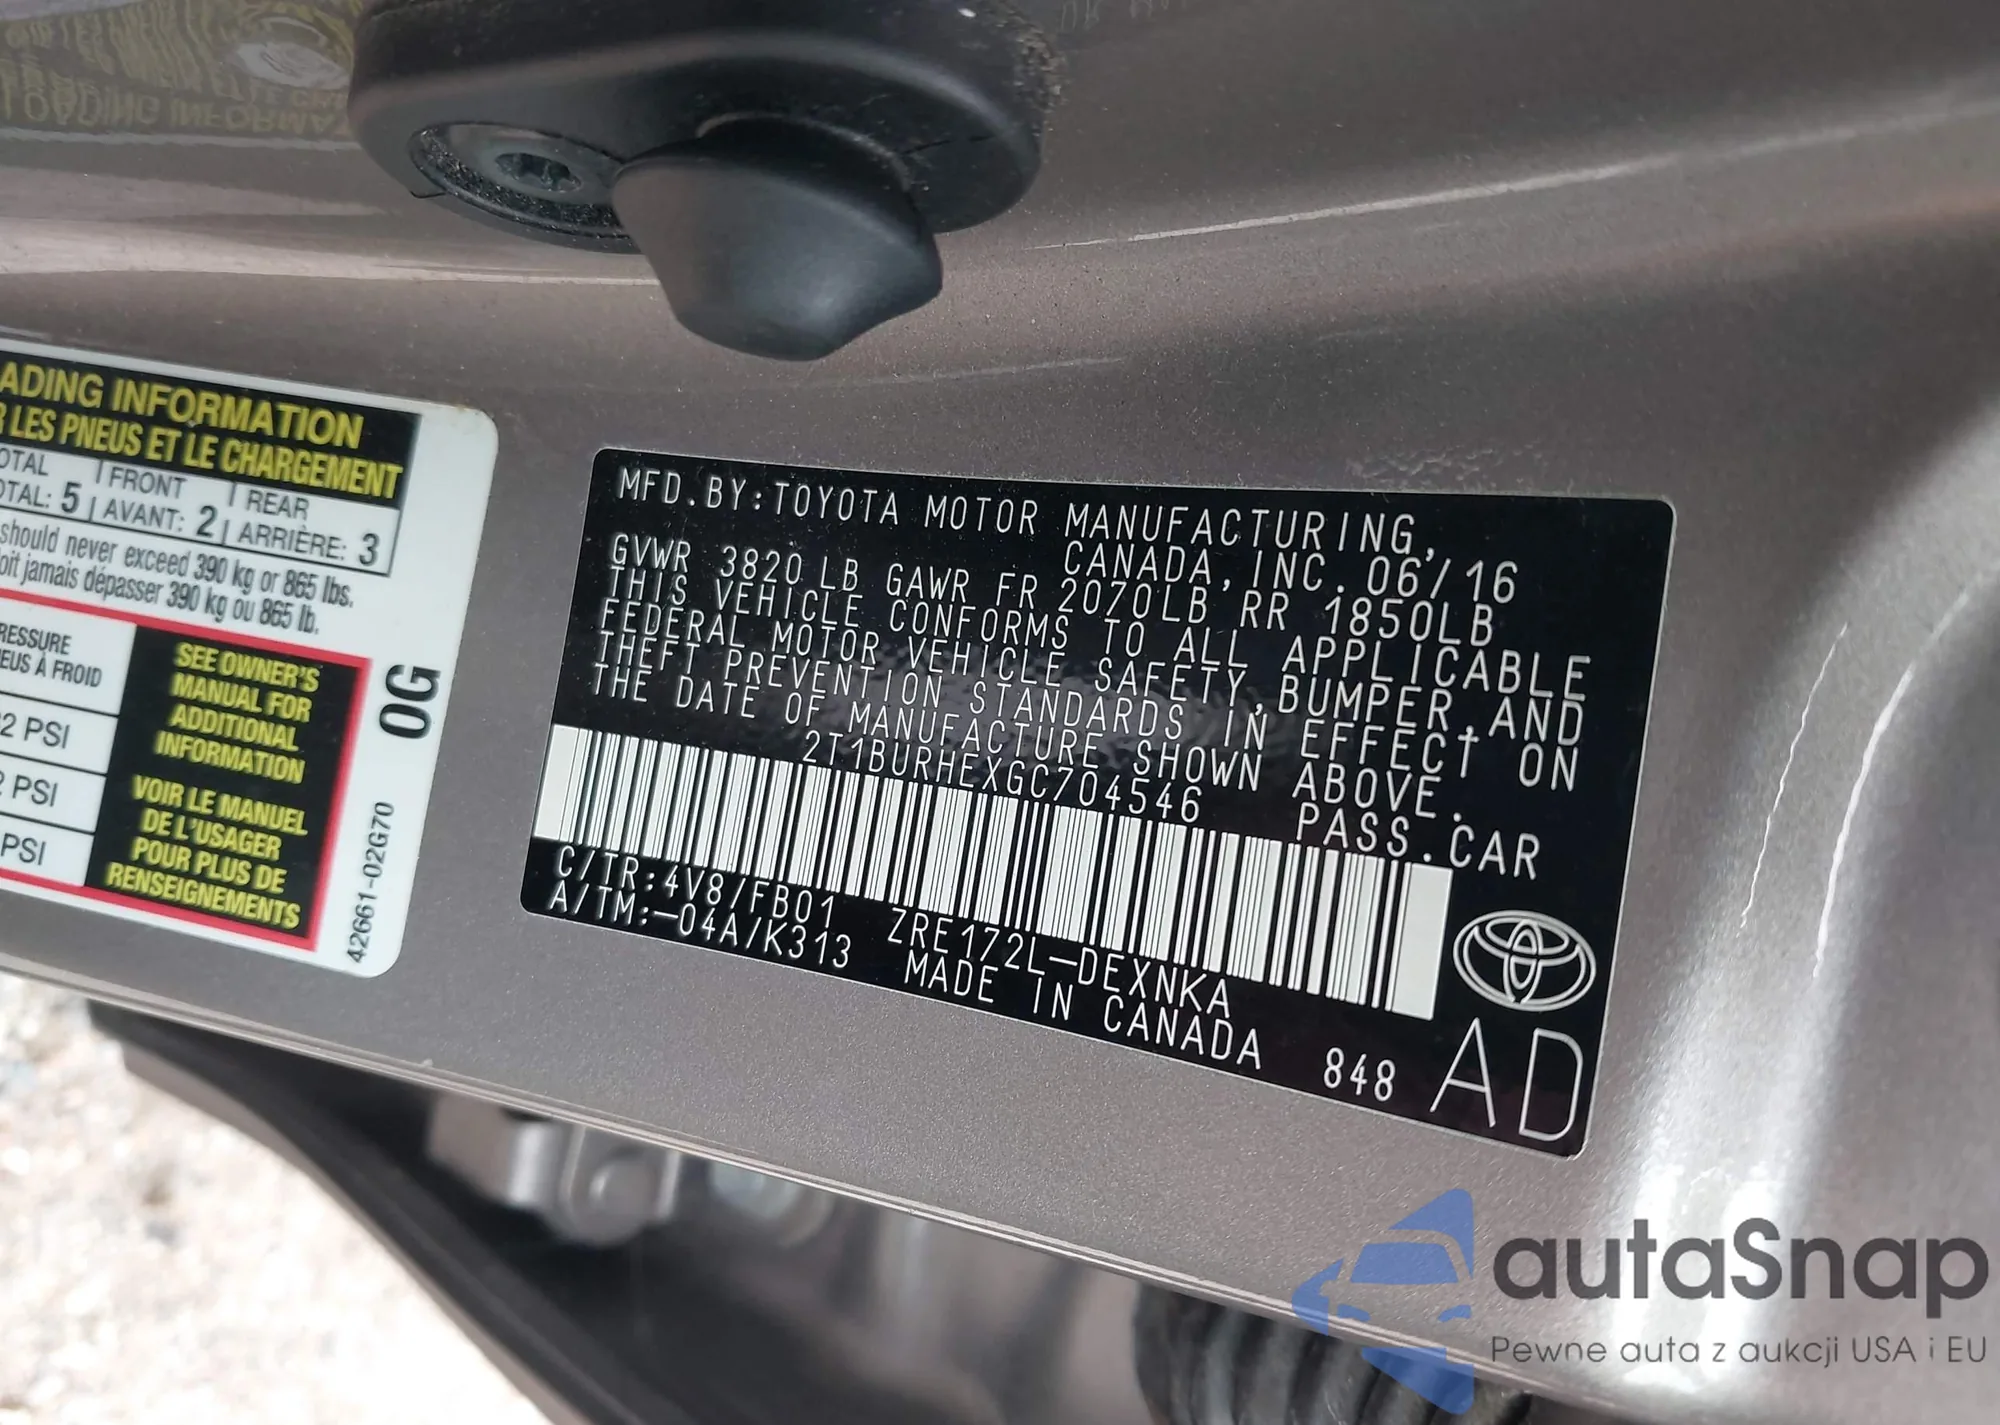 ADING INFORMATION
R LES PNEUS ET LE CHARGEMENT
OTAL | FRONT | REAR
OTAL: 5 | AVANT: 2 | ARRIÈRE: 3
should never exceed 390 kg or 865 lbs.
oit jamais dépasser 390 kg ou 865 lb.
RESSURE
EUS À FROID
2 PSI
2 PSI
PSI
SEE OWNER'S
MANUAL FOR
ADDITIONAL
INFORMATION
VOIR LE MANUEL
DE L'USAGER
POUR PLUS DE
RENSEIGNEMENTS
0G
42661-02G70
MFD.BY:TOYOTA MOTOR MANUFACTURING,
CANADA,INC.06/16
GVWR 3820LB GAWR FR 2070LB RR 1850LB
THIS VEHICLE CONFORMS TO ALL APPLICABLE
FEDERAL MOTOR VEHICLE SAFETY,BUMPER,AND
THEFT PREVENTION STANDARDS IN EFFECT ON
THE DATE OF MANUFACTURE SHOWN ABOVE.
2T1BURHEXGC704546 PASS.CAR
C/TR:4V8/FB01 ZRE172L-DEXNKA
A/TM:-04A/K313 MADE IN CANADA 848
AD
autaSnap
Pewne auta z aukcji USA i EU